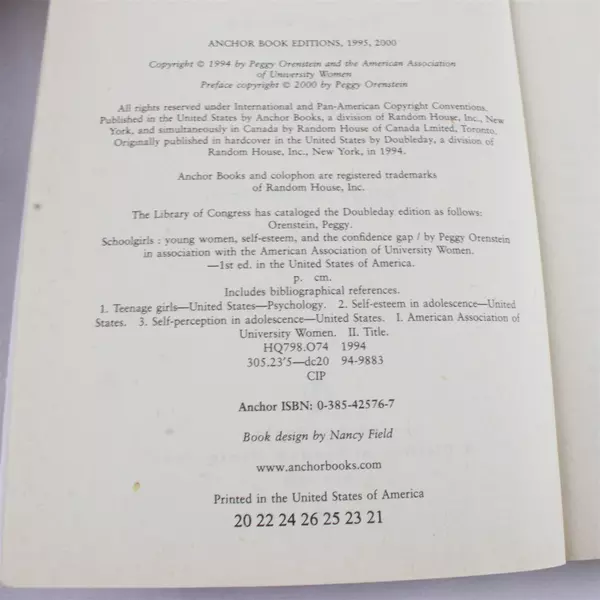 ANCHOR BOOK EDITIONS, 1995, 2000
Copyright © 1994 by Peggy Orenstein and the American Association
of University Women
Preface copyright © 2000 by Peggy Orenstein
All rights reserved under International and Pan-American Copyright Conventions.
Published in the United States by Anchor Books, a division of Random House, Inc., New
York, and simultaneously in Canada by Random House of Canada Lmited, Toronto.
Originally published in hardcover in the United States by Doubleday, a division of
Random House, Inc., New York, in 1994.
Anchor Books and colophon are registered trademarks
of Random House, Inc.
The Library of Congress has cataloged the Doubleday edition as follows:
Orenstein, Peggy.
Schoolgirls : young women, self-esteem, and the confidence gap / by Peggy Orenstein
in association with the American Association of University Women.
—1st ed. in the United States of America.
p. cm.
Includes bibliographical references.
1. Teenage girls—United States—Psychology. 2. Self-esteem in adolescence—United
States. 3. Self-perception in adolescence—United States. I. American Association of
University Women. II. Title.
HQ798.O74 1994
305.23'5—dc20 94-9883
CIP
Anchor ISBN: 0-385-42576-7
Book design by Nancy Field
www.anchorbooks.com
Printed in the United States of America
20 22 24 26 25 23 21